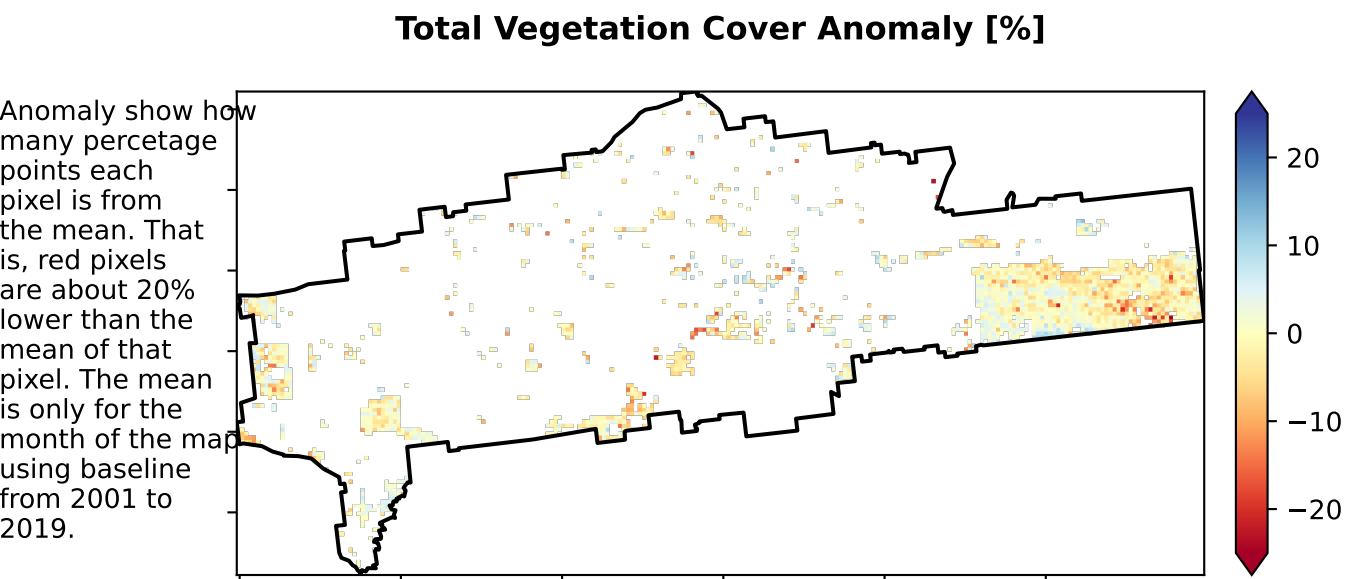 Total Vegetation Cover Anomaly [%]
Anomaly show how
many percetage
points each
pixel is from
the mean. That
is, red pixels
are about 20%
lower than the
mean of that
pixel. The mean
is only for the
month of the map
using baseline
from 2001 to
2019.
20
10
0
−10
−20